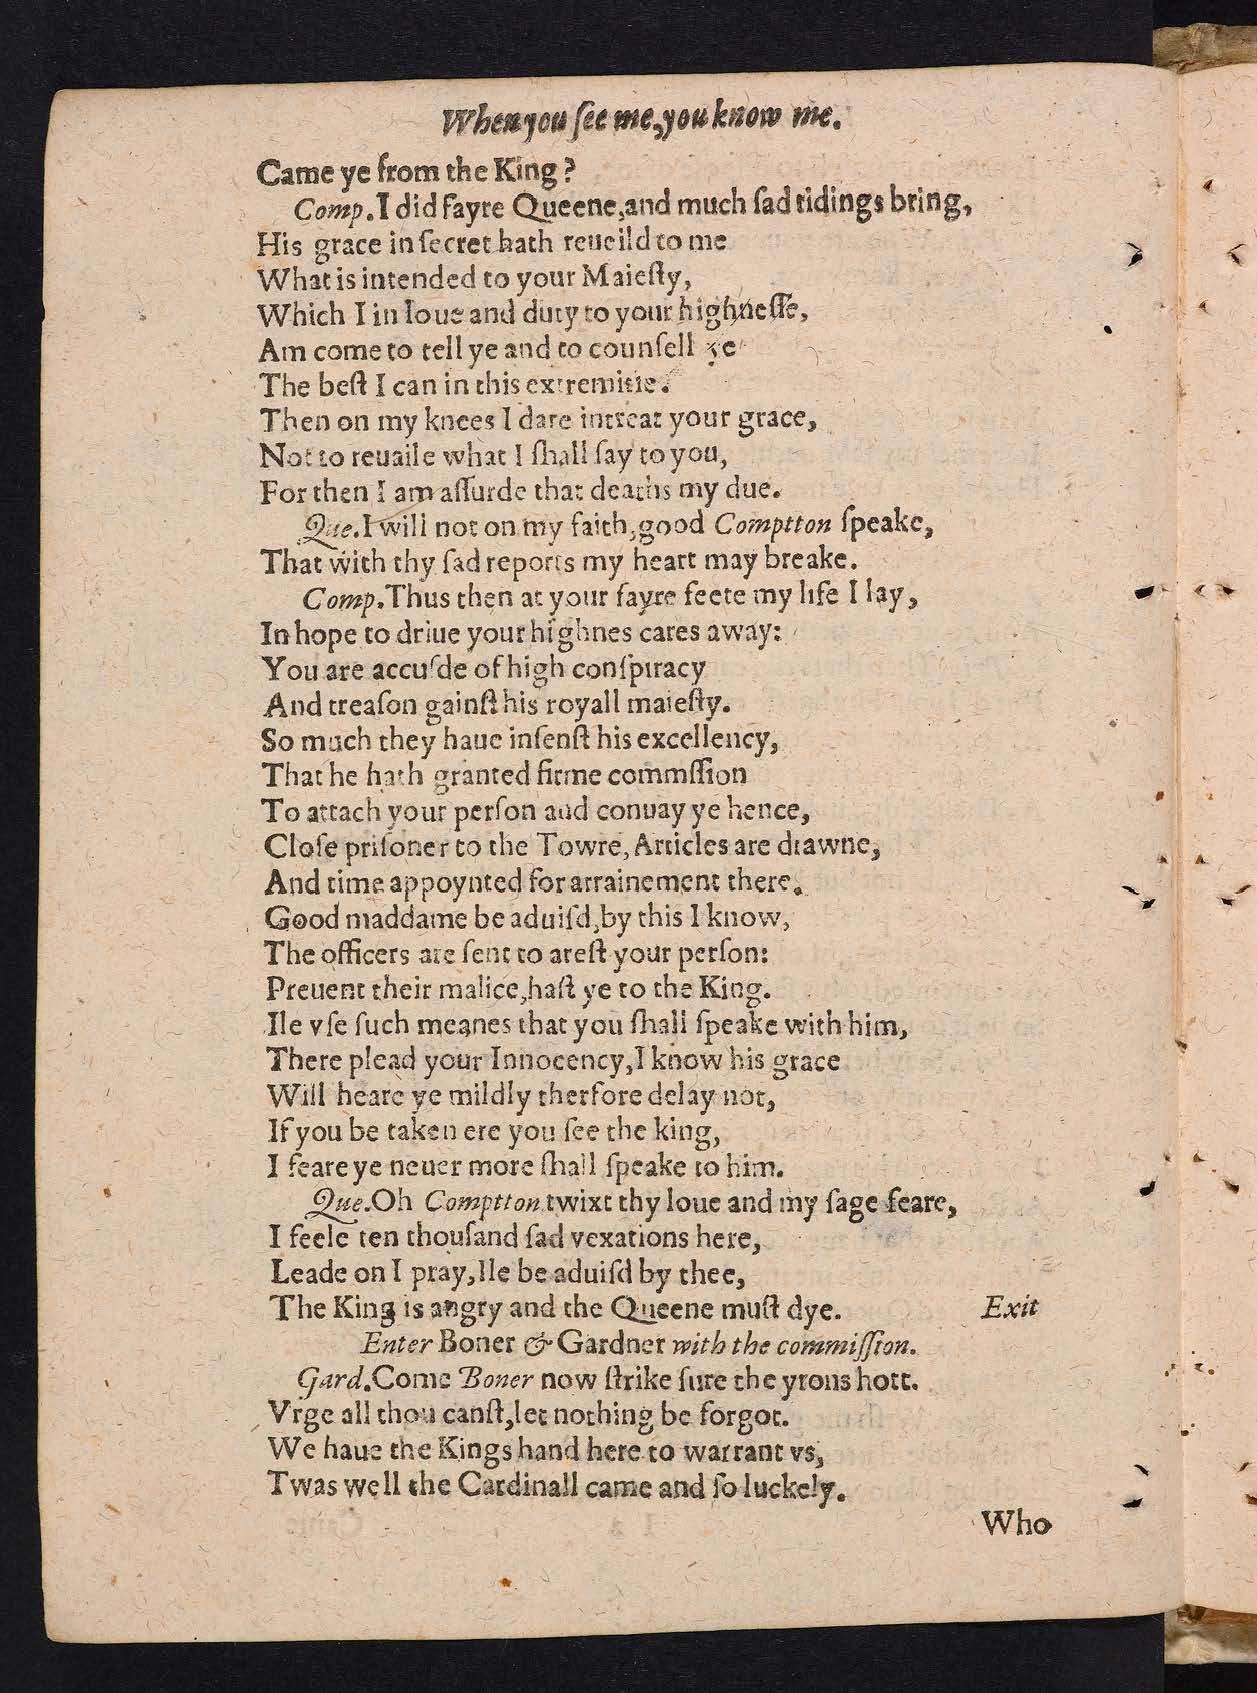 When you ſee me, you know me.
Came ye from the King?
Comp. I did fayre Queene, and much ſad tidings bring,
His grace in ſecret hath reueild to me
What is intended to your Maieſty,
Which I in loue and duty to your highneſſe,
Am come to tell ye and to counſell ye
The beſt I can in this extremitie.
Then on my knees I dare intreat your grace,
Not to reuaile what I ſhall ſay to you,
For then I am aſſurde that deaths my due.
Que. I will not on my faith, good Comptton ſpeake,
That with thy ſad reports my heart may breake.
Comp. Thus then at your fayre feete my life I lay,
In hope to driue your highnes cares away:
You are accuſde of high conſpiracy
And treaſon gainſt his royall maieſty.
So much they haue inſenſt his excellency,
That he hath granted firme commſſion
To attach your perſon aud conuay ye hence,
Cloſe priſoner to the Towre, Articles are drawne,
And time appoynted for arrainement there.
Good maddame be aduiſd, by this I know,
The officers are ſent to areſt your perſon:
Preuent their malice, haſt ye to the King.
Ile vſe ſuch meanes that you ſhall ſpeake with him,
There plead your Innocency, I know his grace
Will heare ye mildly therfore delay not,
If you be taken ere you ſee the king,
I feare ye neuer more ſhall ſpeake to him.
Que. Oh Comptton twixt thy loue and my ſage feare,
I feele ten thouſand ſad vexations here,
Leade on I pray, Ile be aduiſd by thee,
The King is angry and the Queene muſt dye. Exit
Enter Boner & Gardner with the commiſſion.
Gard. Come Boner now ſtrike ſure the yrons hott.
Vrge all thou canſt, let nothing be forgot.
We haue the Kings hand here to warrant vs,
Twas well the Cardinall came and ſo luckely.
Who